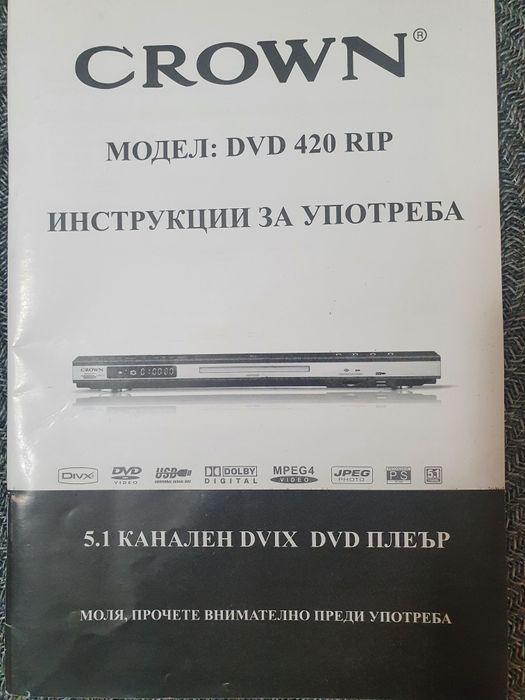 CROWN®
МОДЕЛ: DVD 420 RIP
ИНСТРУКЦИИ ЗА УПОТРЕБА
CROWN
DIVX DVD VIDEO USB DOLBY DIGITAL MPEG4 VIDEO JPEG PHOTO PS 5.1
5.1 КАНАЛЕН DVIX DVD ПЛЕЪР
МОЛЯ, ПРОЧЕТЕ ВНИМАТЕЛНО ПРЕДИ УПОТРЕБА